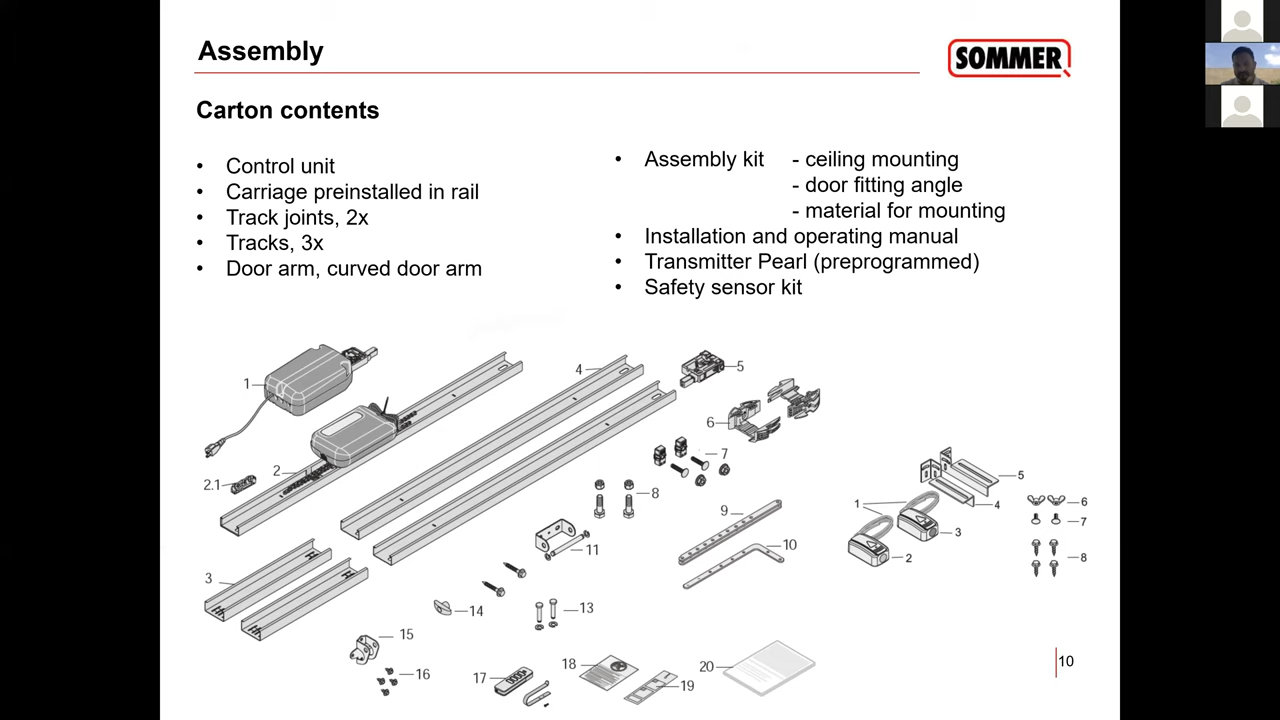 Assembly
SOMMER
Carton contents
• Control unit
• Carriage preinstalled in rail
• Track joints, 2x
• Tracks, 3x
• Door arm, curved door arm
• Assembly kit - ceiling mounting
- door fitting angle
- material for mounting
• Installation and operating manual
• Transmitter Pearl (preprogrammed)
• Safety sensor kit
1
4
5
6
7
2
2.1
8
9
10
11
3
14
13
15
16
17
18
19
20
5
4
6
1
7
3
2
8
10